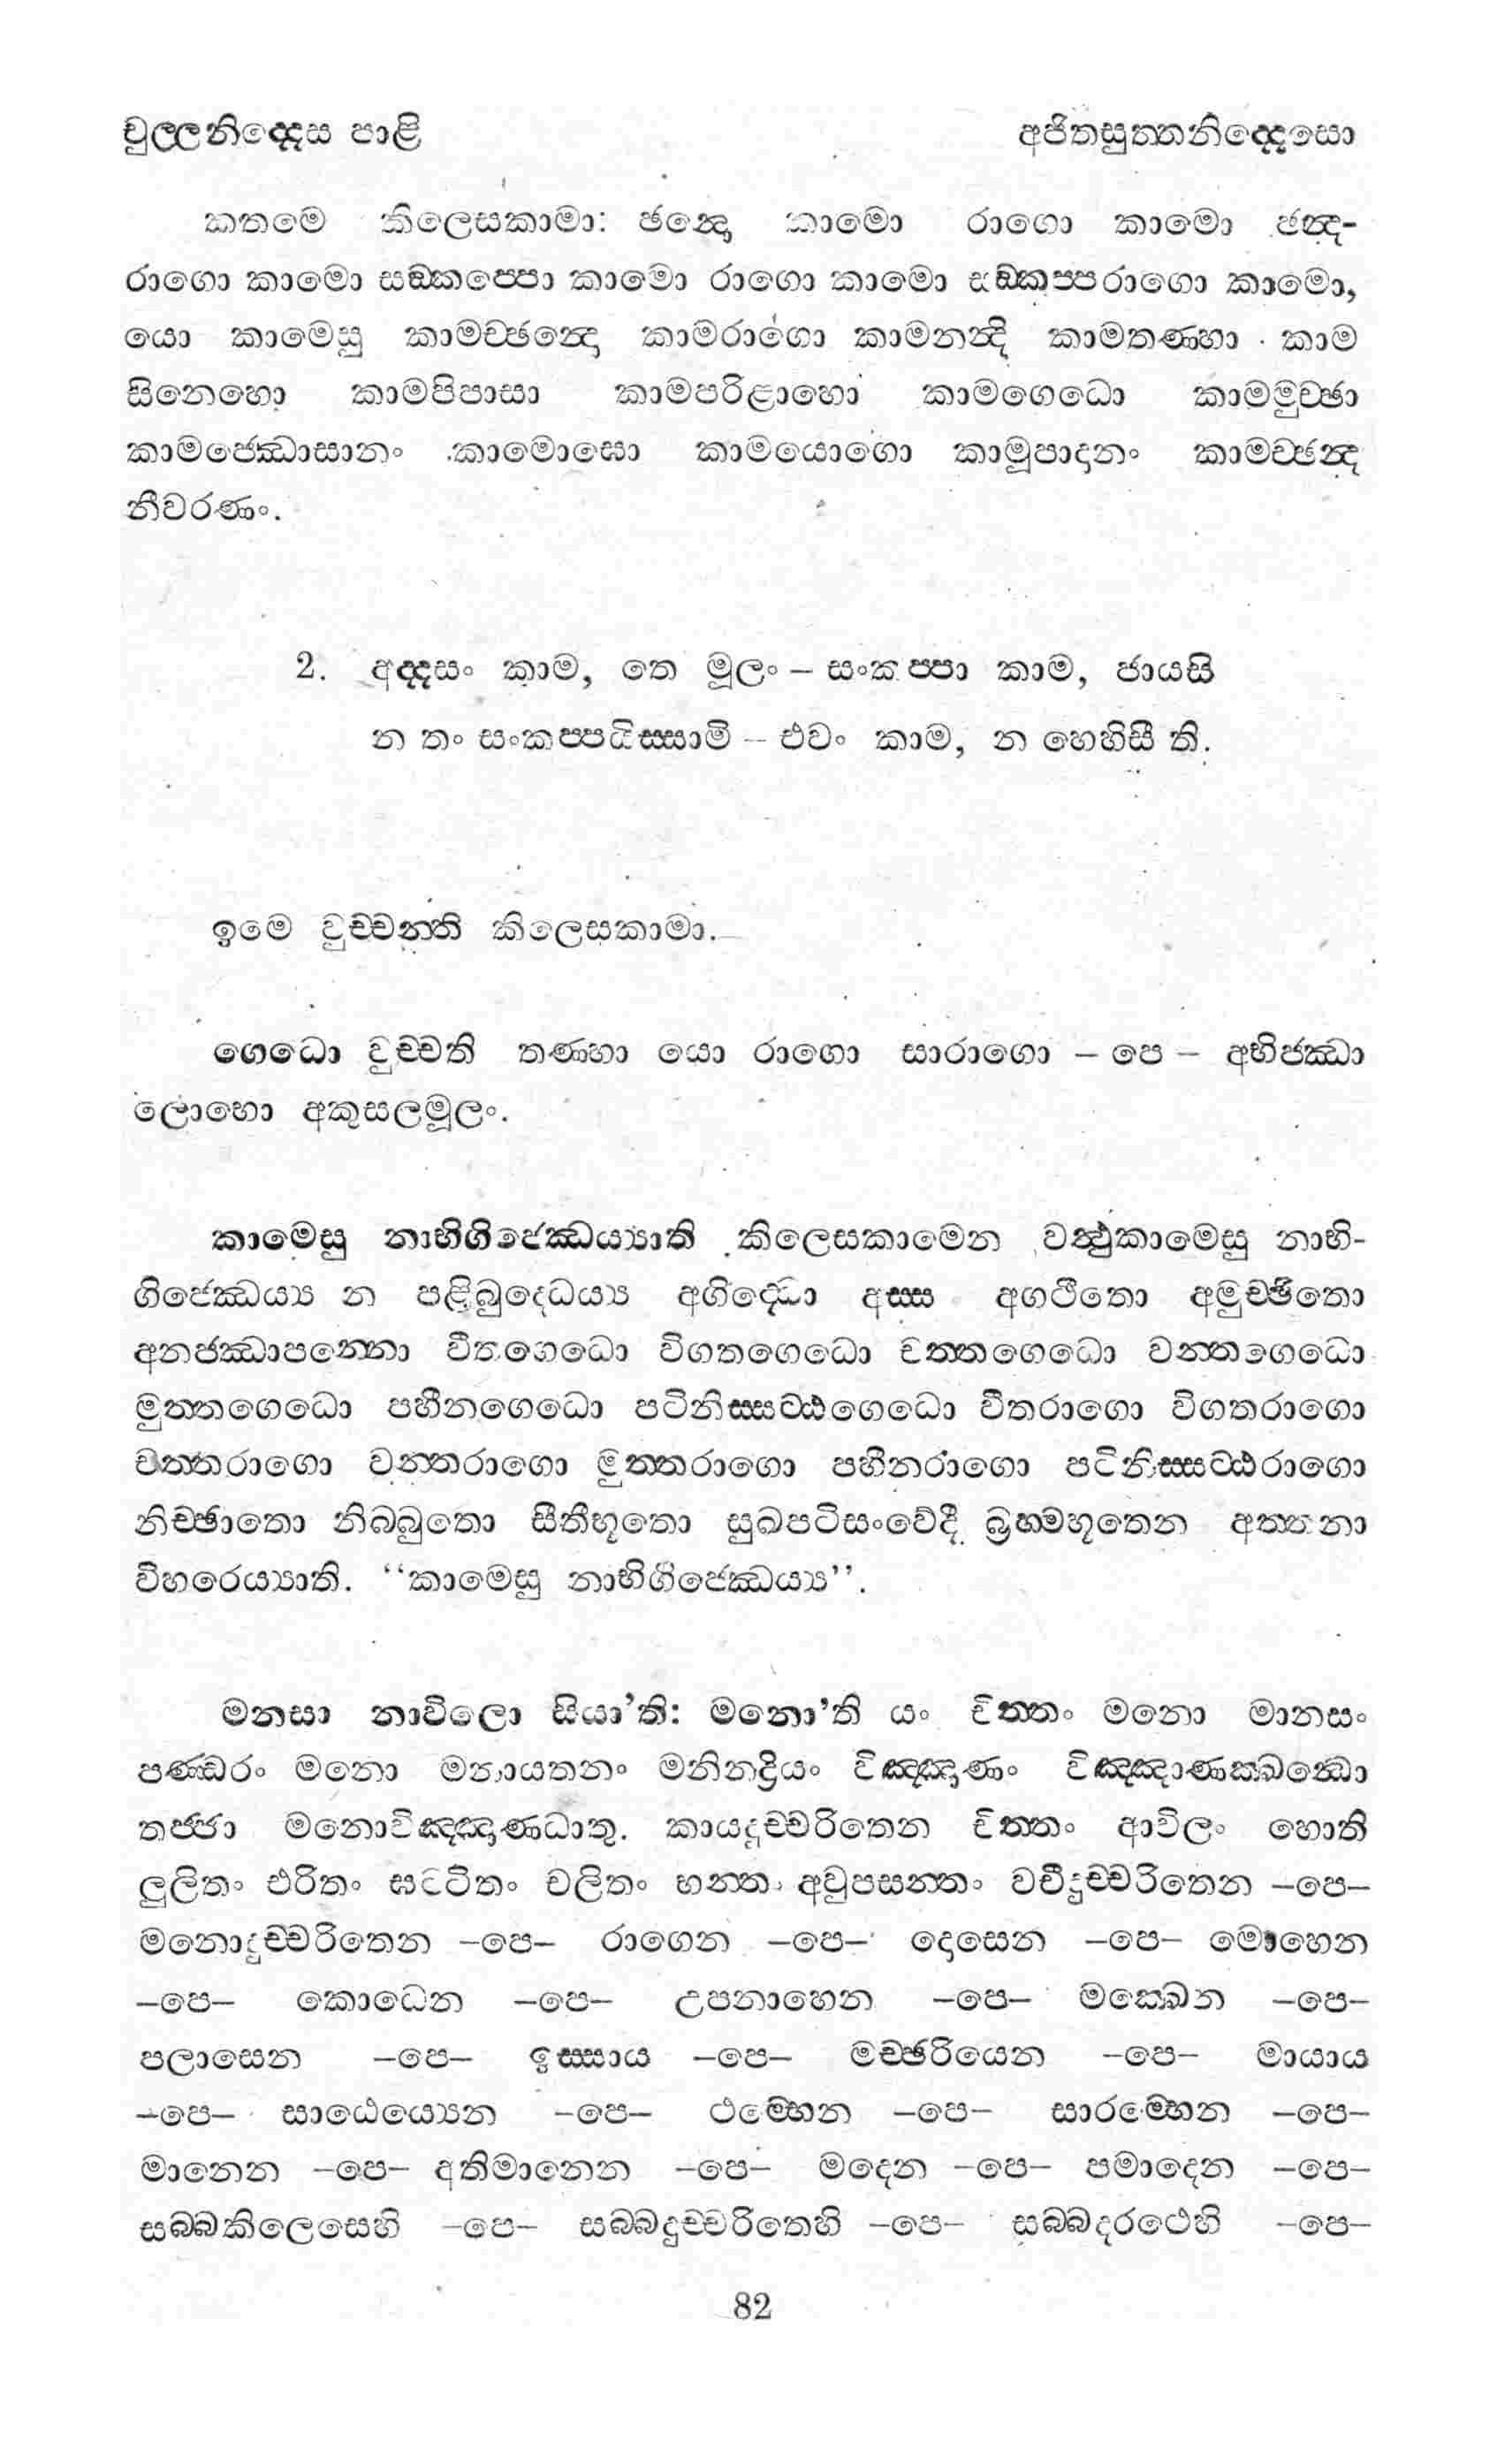 චුල්ලනිද්දෙස පාළි අජිතසුත්තනිද්දෙසො
කතමෙ කිලෙසකාමා: ඡන්දො කාමො රාගො කාමො ඡන්ද-
රාගො කාමො සඞ්කප්පො කාමො රාගො කාමො සඞ්කප්පරාගො කාමො,
යො කාමෙසු කාමච්ඡන්දො කාමරාගො කාමනන්දි කාමතණ්හා කාම
සිනෙහො කාමපිපාසා කාමපරිළාහො කාමගෙධො කාමමුච්ඡා
කාමජ්ඣොසානං කාමොඝො කාමයොගො කාමූපාදානං කාමච්ඡන්ද
නීවරණං.
2. අද්දසං කාම, තෙ මූලං – සංකප්පා කාම, ජායසි
න තං සංකප්පයිස්සාමි – එවං කාම, න හෙහිසී ති.
ඉමෙ වුච්චන්ති කිලෙසකාමා.
ගෙධො වුච්චති තණ්හා යො රාගො සාරාගො – පෙ – අභිජ්ඣා
ලොභො අකුසලමූලං.
කාමෙසු නාභිගිජ්ඣෙය්‍යාති කිලෙසකාමෙන වත්ථුකාමෙසු නාභි-
ගිජ්ඣෙය්‍ය න පළිබුද්ධෙය්‍ය අගිද්ධො අස්ස අගථිතො අමුච්ඡිතො
අනජ්ඣාපන්නො වීතගෙධො විගතගෙධො චත්තගෙධො වන්තගෙධො
මුත්තගෙධො පහීනගෙධො පටිනිස්සට්ඨගෙධො වීතරාගො විගතරාගො
චත්තරාගො වන්තරාගො මුත්තරාගො පහීනරාගො පටිනිස්සට්ඨරාගො
නිච්ඡාතො නිබ්බුතො සීතීභූතො සුඛපටිසංවේදී බ්‍රහ්මභූතෙන අත්තනා
විහරෙය්‍යාති. “කාමෙසු නාභිගිජ්ඣෙය්‍ය”.
මනසා නාවිලො සියා’ති: මනො’ති යං චිත්තං මනො මානසං
පණ්ඩරං මනො මනායතනං මනින්ද්‍රියං විඤ්ඤාණං විඤ්ඤාණක්ඛන්ධො
තජ්ජා මනොවිඤ්ඤාණධාතු. කායදුච්චරිතෙන චිත්තං ආවිලං හොති
ලුලිතං එරිතං ඝට්ටිතං චලිතං භන්තං අවුපසන්තං වචීදුච්චරිතෙන –පෙ–
මනොදුච්චරිතෙන –පෙ– රාගෙන –පෙ– දොසෙන –පෙ– මොහෙන
–පෙ– කොධෙන –පෙ– උපනාහෙන –පෙ– මක්ඛෙන –පෙ–
පලාසෙන –පෙ– ඉස්සාය –පෙ– මච්ඡරියෙන –පෙ– මායාය
–පෙ– සාඨෙය්‍යෙන –පෙ– ථම්භෙන –පෙ– සාරම්භෙන –පෙ–
මානෙන –පෙ– අතිමානෙන –පෙ– මදෙන –පෙ– පමාදෙන –පෙ–
සබ්බකිලෙසෙහි –පෙ– සබ්බදුච්චරිතෙහි –පෙ– සබ්බදරථෙහි –පෙ–
82